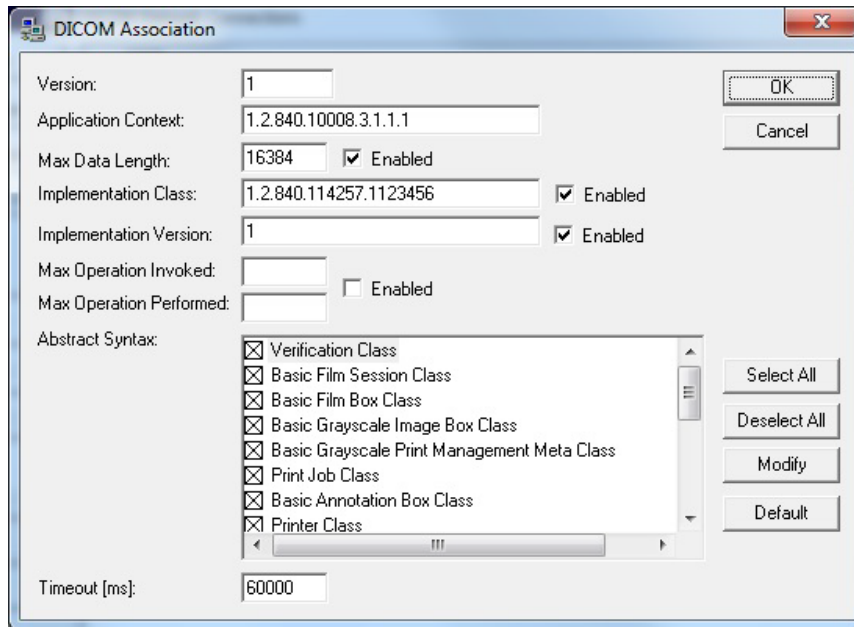 DICOM Association
Version: 1
OK
Application Context: 1.2.840.10008.3.1.1.1
Cancel
Max Data Length: 16384 Enabled
Implementation Class: 1.2.840.114257.1123456 Enabled
Implementation Version: 1 Enabled
Max Operation Invoked:
Enabled
Max Operation Performed:
Abstract Syntax:
Verification Class
Basic Film Session Class
Basic Film Box Class
Basic Grayscale Image Box Class
Basic Grayscale Print Management Meta Class
Print Job Class
Basic Annotation Box Class
Printer Class
Select All
Deselect All
Modify
Default
Timeout [ms]: 60000